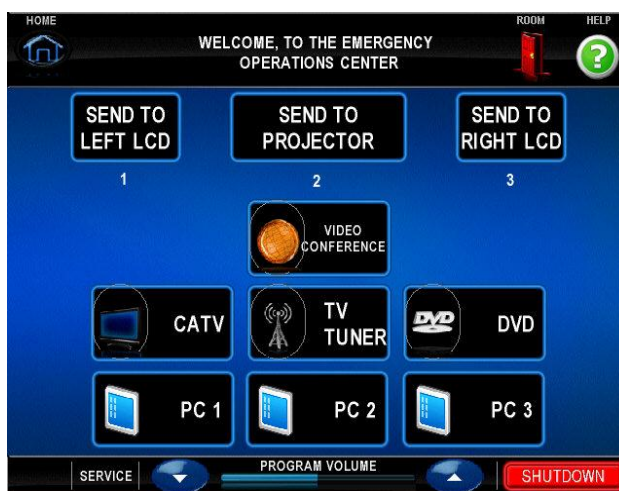 HOME
ROOM
HELP
WELCOME, TO THE EMERGENCY
OPERATIONS CENTER
?
SEND TO
LEFT LCD
SEND TO
PROJECTOR
SEND TO
RIGHT LCD
1
2
3
VIDEO
CONFERENCE
CATV
TV
TUNER
DVD
DVD
PC 1
PC 2
PC 3
SERVICE
PROGRAM VOLUME
SHUTDOWN